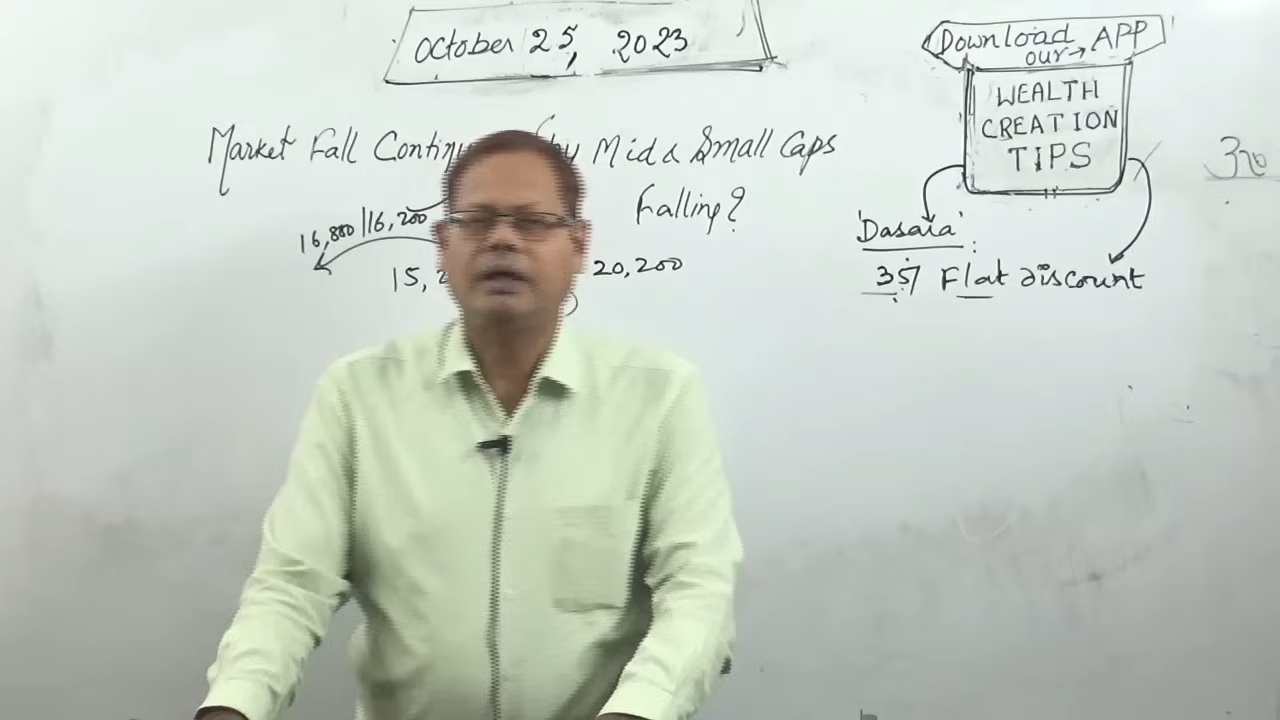 October 25, 2023
Download APP
our→
WEALTH
CREATION
TIPS
Market Fall Mid & Small Caps
Falling?
16,800 | 16,200
15, 20,200
'Dasara' :
35/ Flat discount